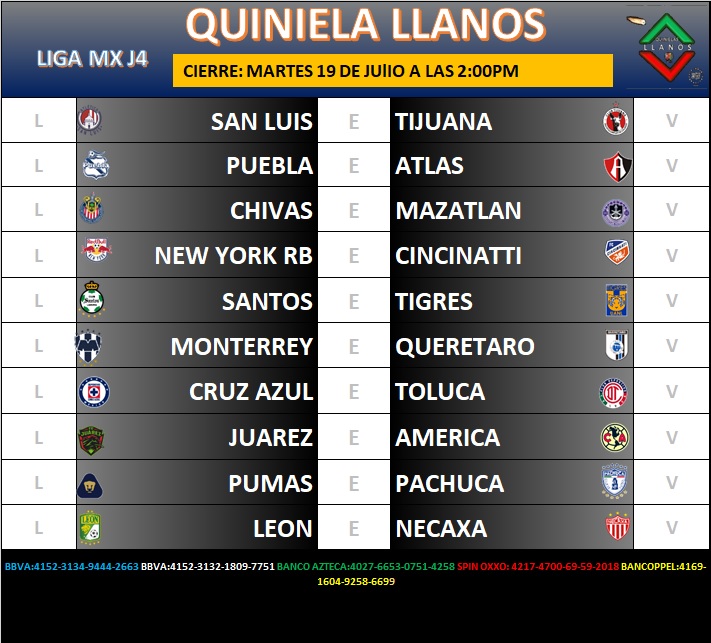 QUINIELA LLANOS
LIGA MX J4
CIERRE: MARTES 19 DE JUlIO A LAS 2:00PM
QUINIELAS
LLANOS
L SAN LUIS E TIJUANA V
L PUEBLA E ATLAS V
L CHIVAS E MAZATLAN V
L NEW YORK RB E CINCINATTI V
L SANTOS E TIGRES V
L MONTERREY E QUERETARO V
L CRUZ AZUL E TOLUCA V
L JUAREZ E AMERICA V
L PUMAS E PACHUCA V
L LEON E NECAXA V
BBVA:4152-3134-9444-2663 BBVA:4152-3132-1809-7751 BANCO AZTECA:4027-6653-0751-4258 SPIN OXXO: 4217-4700-69-59-2018 BANCOPPEL:4169-
1604-9258-6699